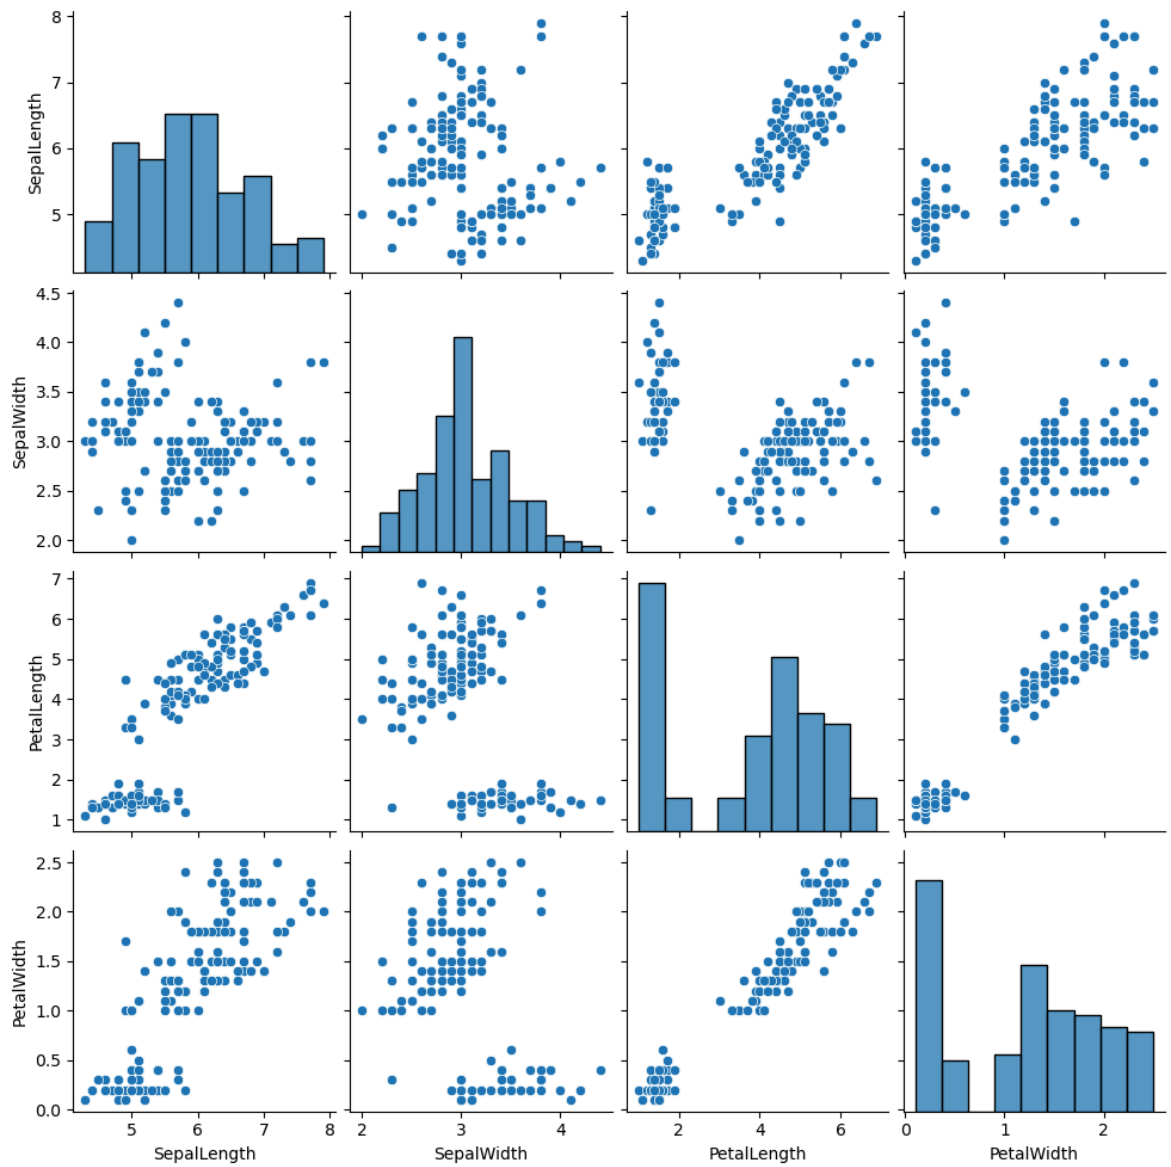 8
7
6
5
SepalLength
4.5
4.0
3.5
3.0
2.5
2.0
SepalWidth
7
6
5
4
3
2
1
PetalLength
2.5
2.0
1.5
1.0
0.5
0.0
PetalWidth
5 6 7 8
2 3 4
2 4 6
0 1 2
SepalLength SepalWidth PetalLength PetalWidth